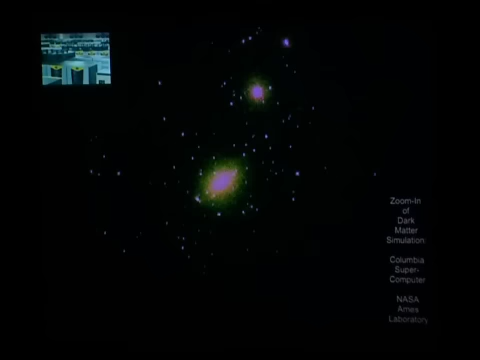 Zoom-In
of
Dark
Matter
Simulation:
Columbia
Super-
Computer
NASA
Ames
Laboratory